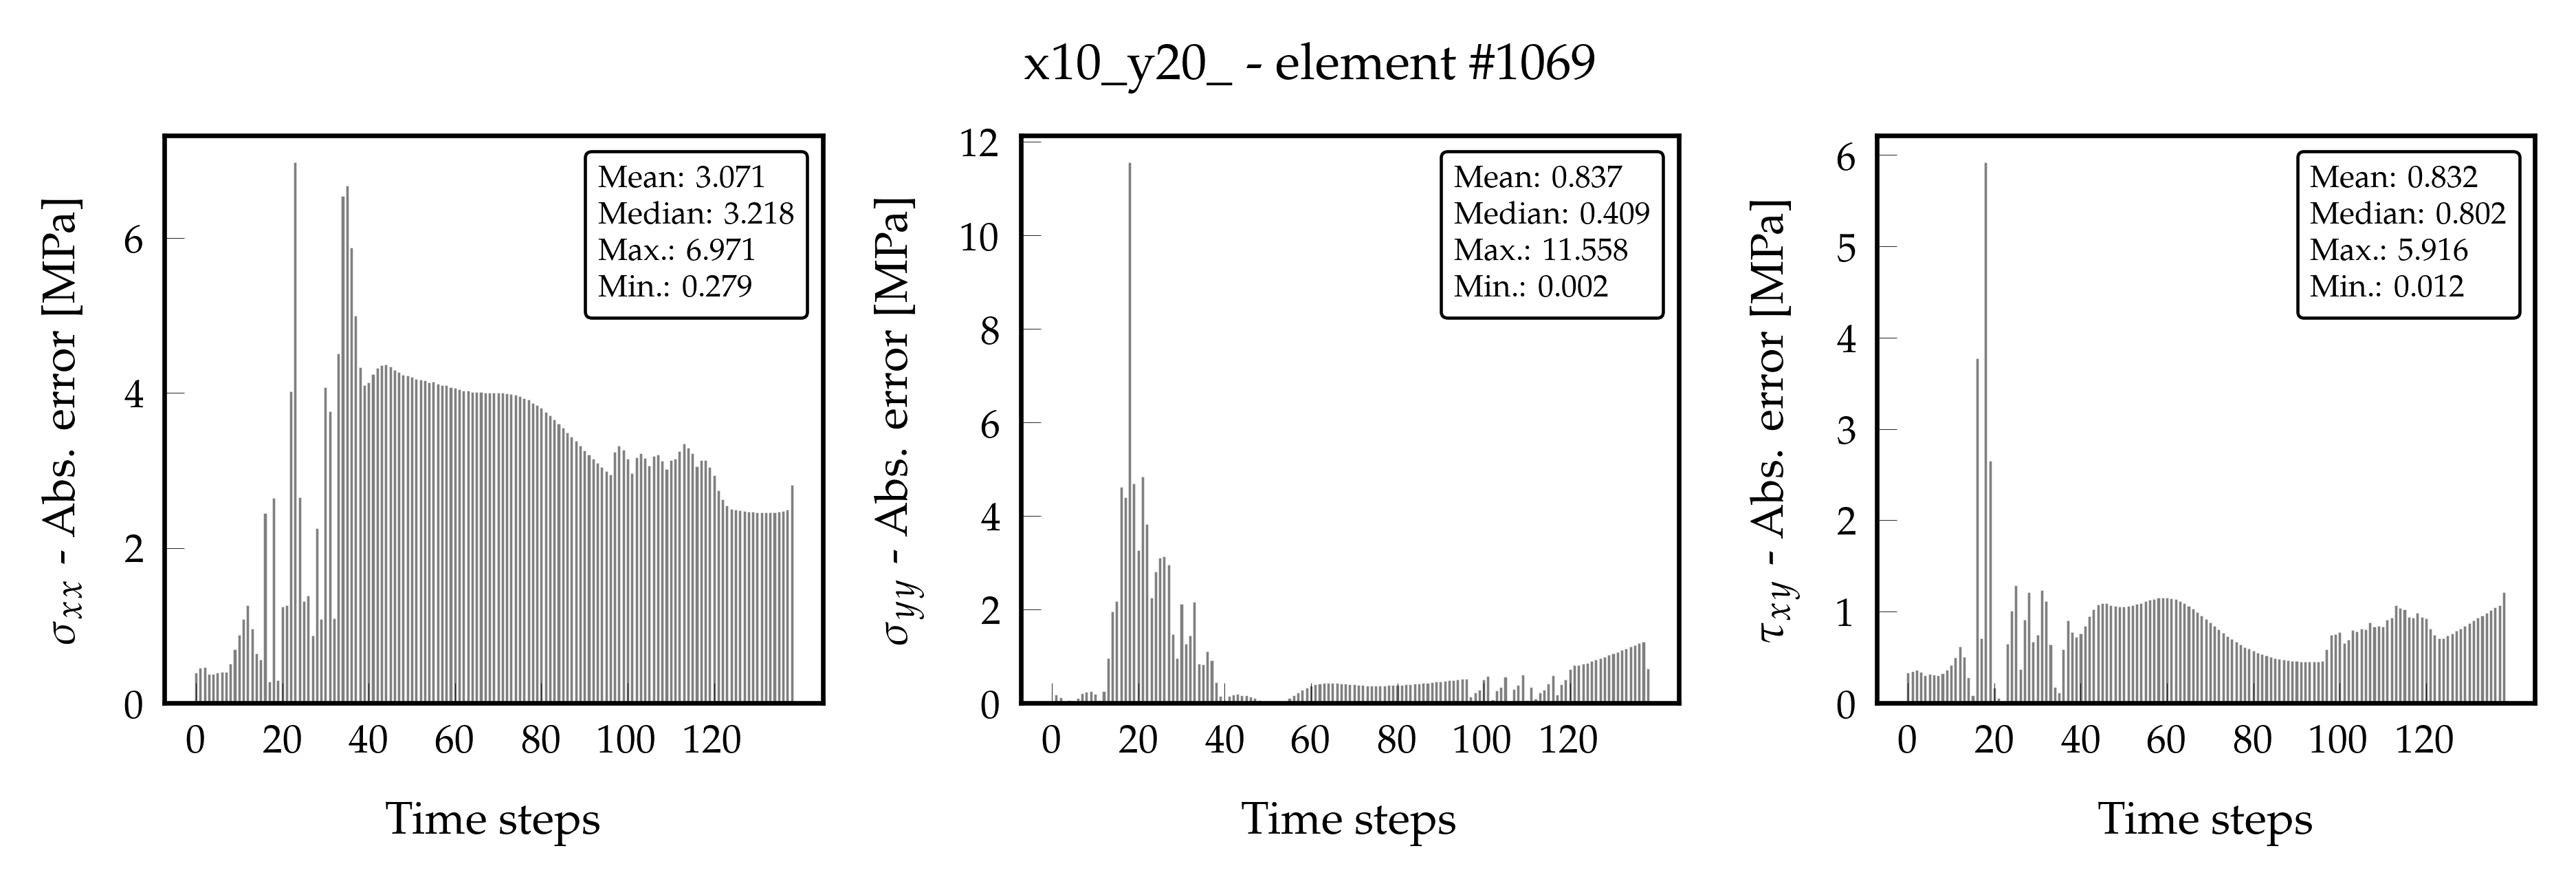 x10_y20_ - element #1069
σxx - Abs. error [MPa]
6
4
2
0
0 20 40 60 80 100 120
Time steps
Mean: 3.071
Median: 3.218
Max.: 6.971
Min.: 0.279
σyy - Abs. error [MPa]
12
10
8
6
4
2
0
0 20 40 60 80 100 120
Time steps
Mean: 0.837
Median: 0.409
Max.: 11.558
Min.: 0.002
τxy - Abs. error [MPa]
6
5
4
3
2
1
0
0 20 40 60 80 100 120
Time steps
Mean: 0.832
Median: 0.802
Max.: 5.916
Min.: 0.012